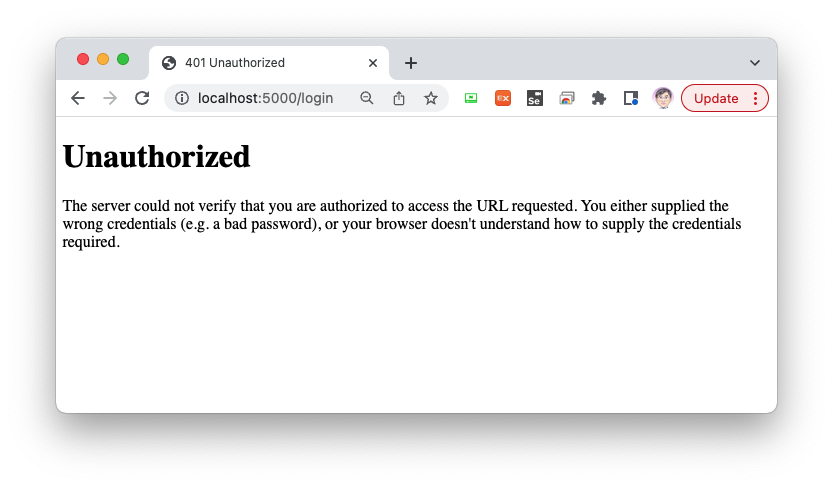 401 Unauthorized
localhost:5000/login
EX
Se
Update
Unauthorized
The server could not verify that you are authorized to access the URL requested. You either supplied the
wrong credentials (e.g. a bad password), or your browser doesn't understand how to supply the credentials
required.